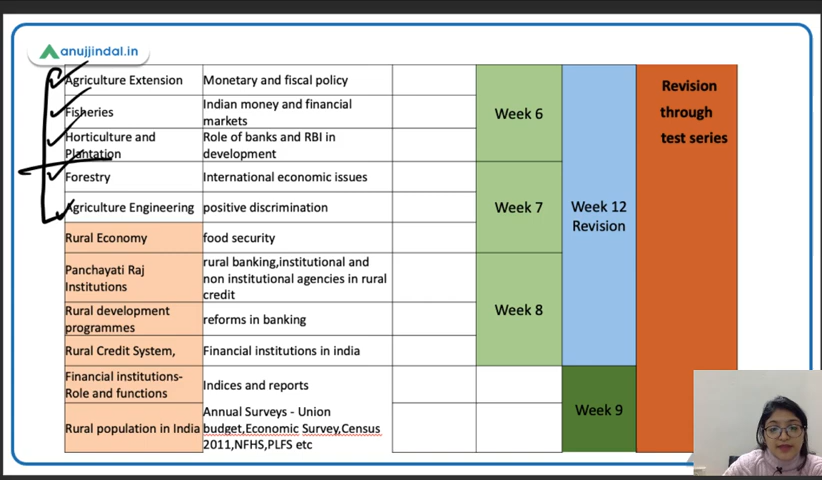 anujjindal.in
Agriculture Extension
Monetary and fiscal policy
Fisheries
Indian money and financial
markets
Horticulture and
Plantation
Role of banks and RBI in
development
Week 6
Forestry
International economic issues
Agriculture Engineering
positive discrimination
Week 7
Rural Economy
food security
Panchayati Raj
Institutions
rural banking,institutional and
non institutional agencies in rural
credit
Rural development
programmes
reforms in banking
Week 8
Rural Credit System,
Financial institutions in india
Week 12
Revision
Financial institutions-
Role and functions
Indices and reports
Rural population in India
Annual Surveys - Union
budget,Economic Survey,Census
2011,NFHS,PLFS etc
Week 9
Revision
through
test series